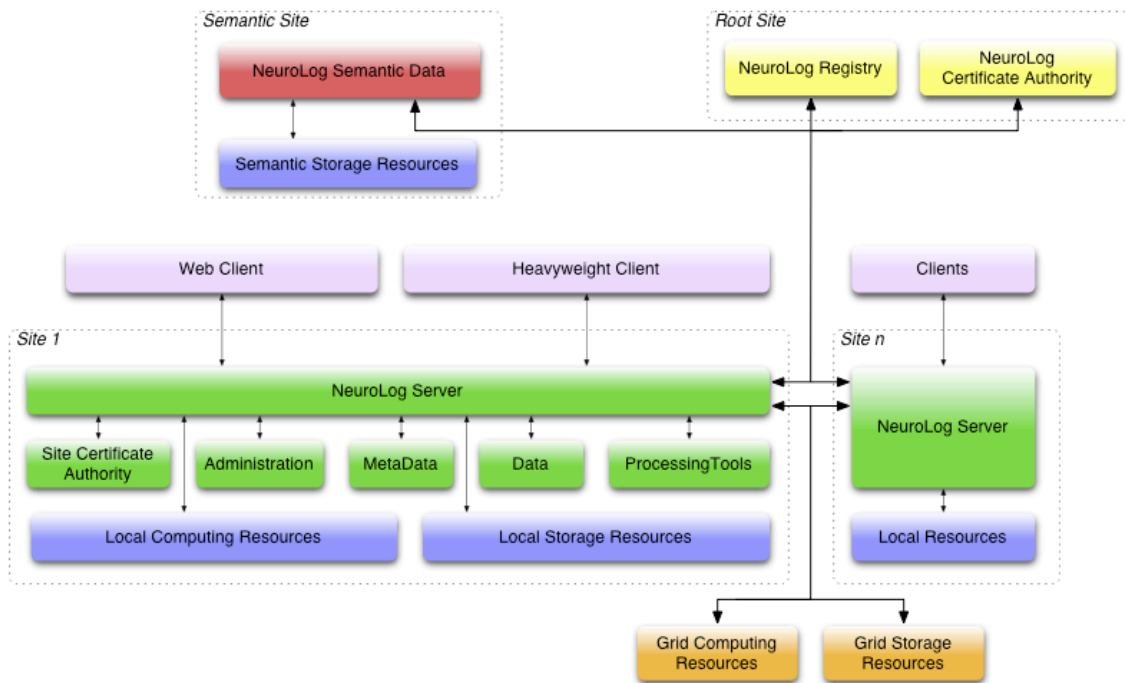 Semantic Site
Root Site
NeuroLog Semantic Data
NeuroLog Registry
NeuroLog
Certificate Authority
Semantic Storage Resources
Web Client
Heavyweight Client
Clients
Site 1
Site n
NeuroLog Server
NeuroLog Server
Site Certificate
Authority
Administration
MetaData
Data
ProcessingTools
Local Computing Resources
Local Storage Resources
Local Resources
Grid Computing
Resources
Grid Storage
Resources